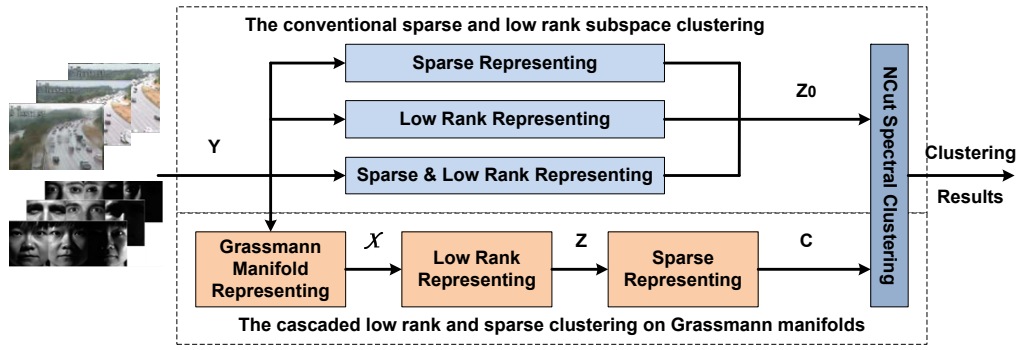 The conventional sparse and low rank subspace clustering
Sparse Representing
Low Rank Representing
Sparse & Low Rank Representing
Y
Z0
NCut Spectral Clustering
Clustering
Results
Grassmann
Manifold
Representing
X
Low Rank
Representing
Z
Sparse
Representing
C
The cascaded low rank and sparse clustering on Grassmann manifolds